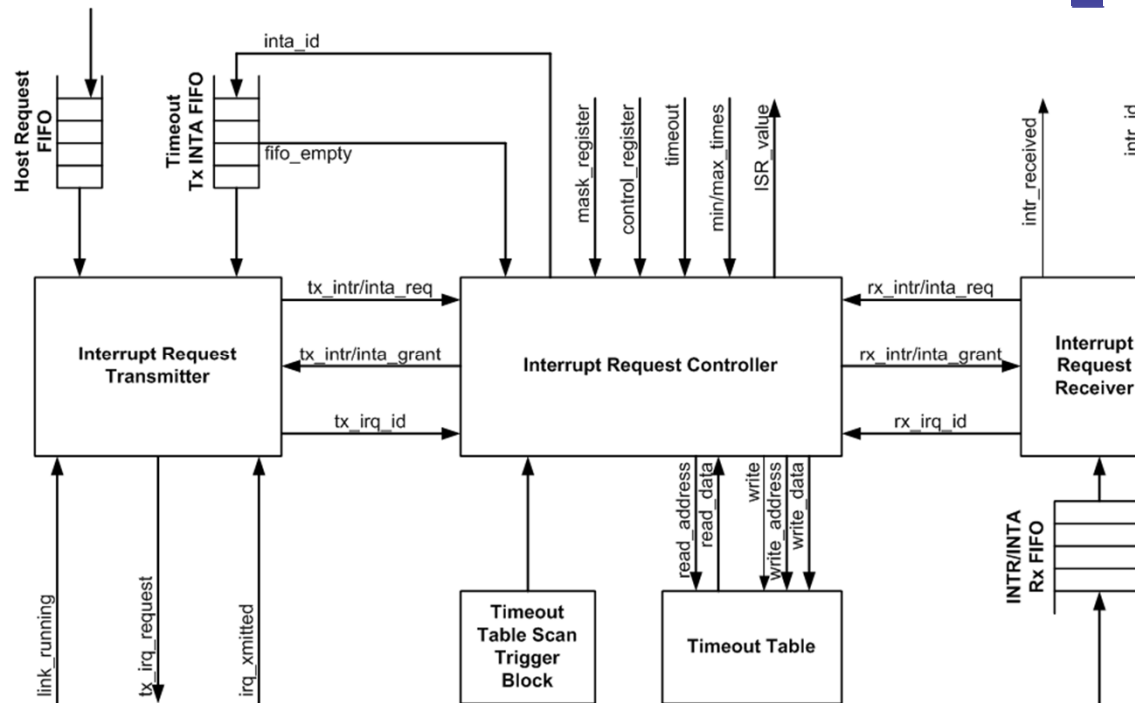 inta_id
Host Request
FIFO
Timeout
Tx INTA FIFO
fifo_empty
mask_register
control_register
timeout
min/max_times
ISR_value
intr_received
intr_id
tx_intr/inta_req
rx_intr/inta_req
Interrupt Request
Transmitter
tx_intr/inta_grant
Interrupt Request Controller
rx_intr/inta_grant
Interrupt
Request
Receiver
tx_irq_id
rx_irq_id
read_address
read_data
write
write_address
write_data
INTR/INTA
Rx FIFO
link_running
tx_irq_request
irq_xmitted
Timeout
Table Scan
Trigger
Block
Timeout Table